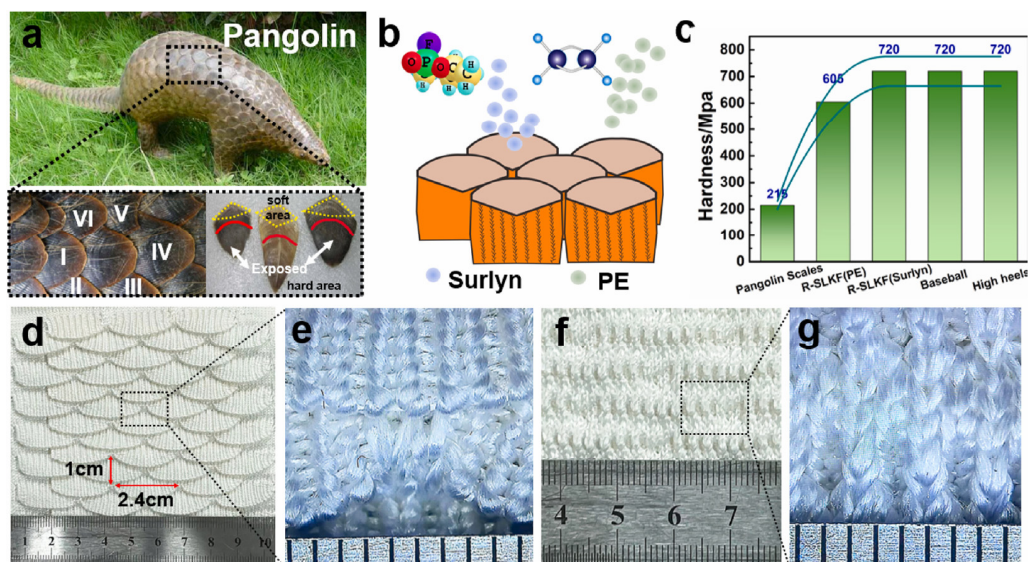 a
Pangolin
VI
V
I
IV
II
III
soft
area
Exposed
hard area
b
F
O
P
O
C
C
H
H
H
H
H
Surlyn
PE
c
Hardness/Mpa
800
700
600
500
400
300
200
100
0
215
605
720
720
720
Pangolin Scales
R-SLKF(PE)
R-SLKF(Surlyn)
Baseball
High heels
d
1cm
2.4cm
1 2 3 4 5 6 7 8 9 10
e
f
4 5 6 7
g